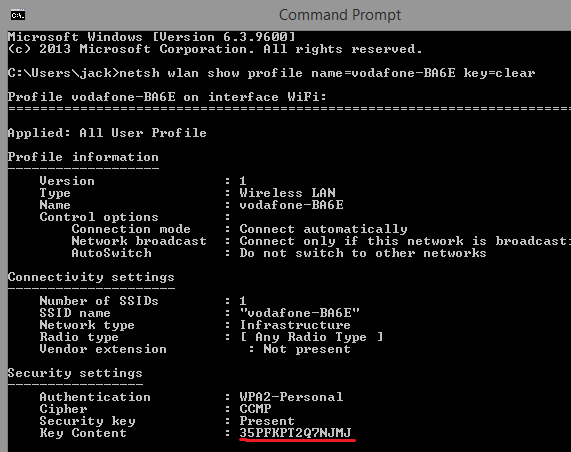 Command Prompt
Microsoft Windows [Version 6.3.9600]
(c) 2013 Microsoft Corporation. All rights reserved.
C:\Users\jack>netsh wlan show profile name=vodafone-BA6E key=clear
Profile vodafone-BA6E on interface WiFi:
=======================================================================
Applied: All User Profile
Profile information
-------------------
Version : 1
Type : Wireless LAN
Name : vodafone-BA6E
Control options :
Connection mode : Connect automatically
Network broadcast : Connect only if this network is broadcast
AutoSwitch : Do not switch to other networks
Connectivity settings
---------------------
Number of SSIDs : 1
SSID name : "vodafone-BA6E"
Network type : Infrastructure
Radio type : [ Any Radio Type ]
Vendor extension : Not present
Security settings
-----------------
Authentication : WPA2-Personal
Cipher : CCMP
Security key : Present
Key Content : 35PFKPT2Q7NJMJ